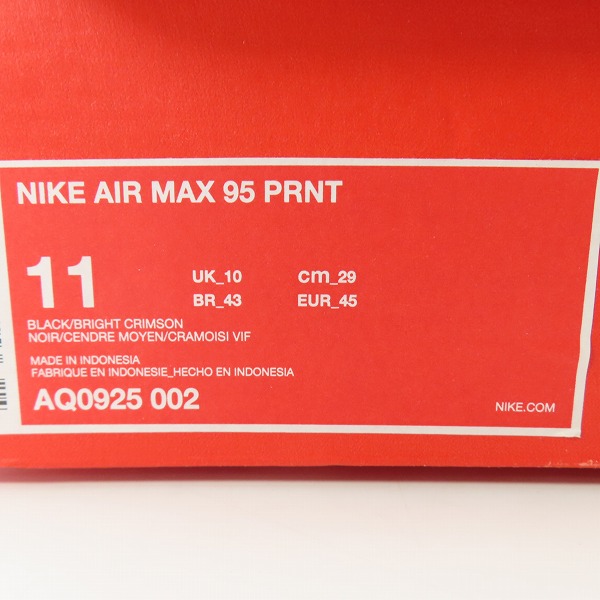 NIKE AIR MAX 95 PRNT
11
UK_10 cm_29
BR_43 EUR_45
BLACK/BRIGHT CRIMSON
NOIR/CENDRE MOYEN/CRAMOISI VIF
MADE IN INDONESIA
FABRIQUE EN INDONESIE_HECHO EN INDONESIA
AQ0925 002
NIKE.COM